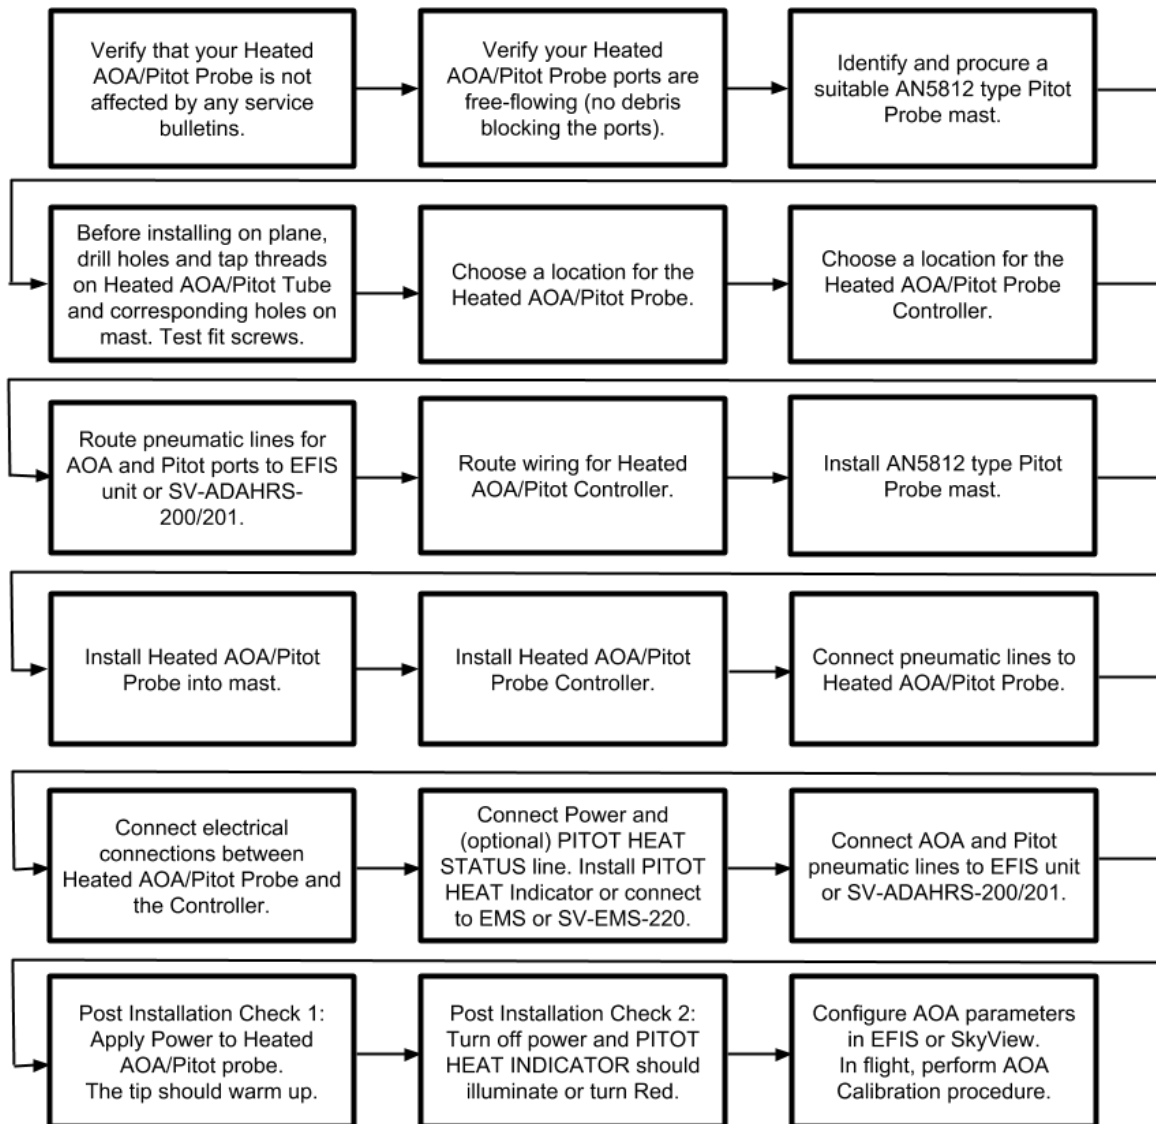 Verify that your Heated
AOA/Pitot Probe is not
affected by any service
bulletins.
Verify your Heated
AOA/Pitot Probe ports are
free-flowing (no debris
blocking the ports).
Identify and procure a
suitable AN5812 type Pitot
Probe mast.
Before installing on plane,
drill holes and tap threads
on Heated AOA/Pitot Tube
and corresponding holes on
mast. Test fit screws.
Choose a location for the
Heated AOA/Pitot Probe.
Choose a location for the
Heated AOA/Pitot Probe
Controller.
Route pneumatic lines for
AOA and Pitot ports to EFIS
unit or SV-ADAHRS-
200/201.
Route wiring for Heated
AOA/Pitot Controller.
Install AN5812 type Pitot
Probe mast.
Install Heated AOA/Pitot
Probe into mast.
Install Heated AOA/Pitot
Probe Controller.
Connect pneumatic lines to
Heated AOA/Pitot Probe.
Connect electrical
connections between
Heated AOA/Pitot Probe and
the Controller.
Connect Power and
(optional) PITOT HEAT
STATUS line. Install PITOT
HEAT Indicator or connect
to EMS or SV-EMS-220.
Connect AOA and Pitot
pneumatic lines to EFIS unit
or SV-ADAHRS-200/201.
Post Installation Check 1:
Apply Power to Heated
AOA/Pitot probe.
The tip should warm up.
Post Installation Check 2:
Turn off power and PITOT
HEAT INDICATOR should
illuminate or turn Red.
Configure AOA parameters
in EFIS or SkyView.
In flight, perform AOA
Calibration procedure.